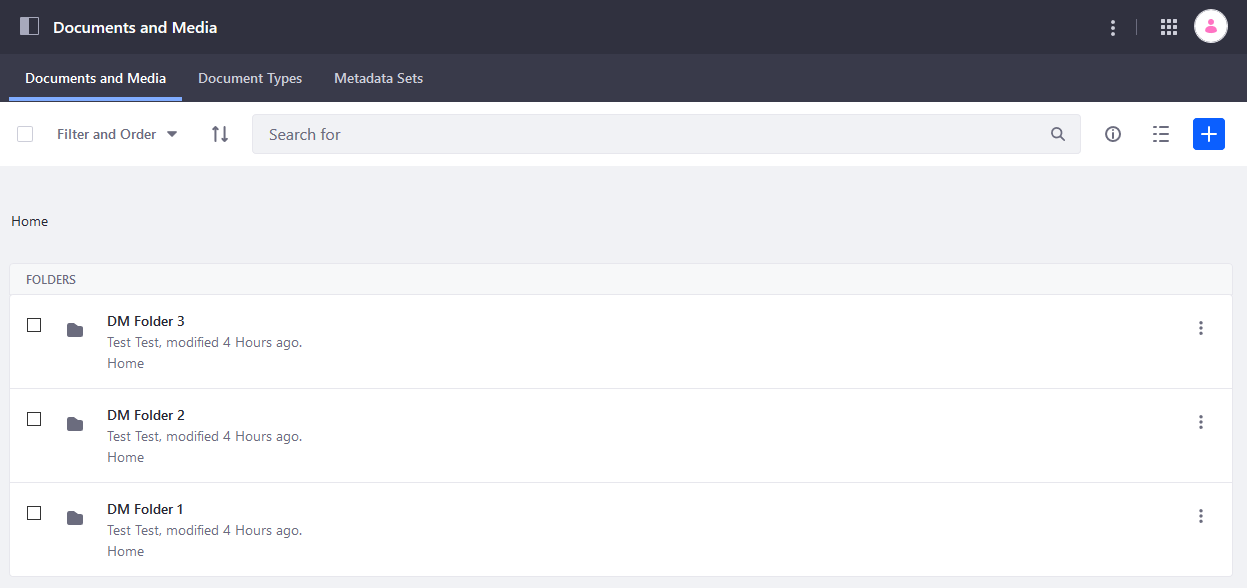 Documents and Media
Documents and Media Document Types Metadata Sets
Filter and Order Search for
Home
FOLDERS
DM Folder 3
Test Test, modified 4 Hours ago.
Home
DM Folder 2
Test Test, modified 4 Hours ago.
Home
DM Folder 1
Test Test, modified 4 Hours ago.
Home